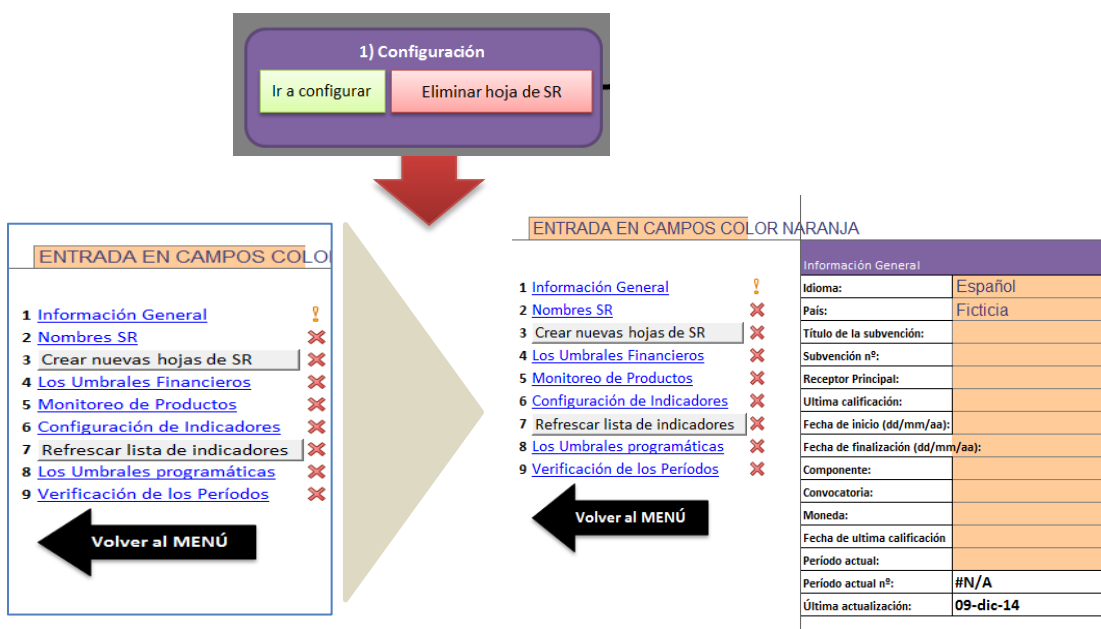 1) Configuración
Ir a configurar
Eliminar hoja de SR
ENTRADA EN CAMPOS COLO
1 Información General
2 Nombres SR
3 Crear nuevas hojas de SR
4 Los Umbrales Financieros
5 Monitoreo de Productos
6 Configuración de Indicadores
7 Refrescar lista de indicadores
8 Los Umbrales programáticas
9 Verificación de los Períodos
Volver al MENÚ
ENTRADA EN CAMPOS COLOR NARANJA
1 Información General
2 Nombres SR
3 Crear nuevas hojas de SR
4 Los Umbrales Financieros
5 Monitoreo de Productos
6 Configuración de Indicadores
7 Refrescar lista de indicadores
8 Los Umbrales programáticas
9 Verificación de los Períodos
Volver al MENÚ
Información General
Idioma: Español
País: Ficticia
Título de la subvención:
Subvención nº:
Receptor Principal:
Ultima calificación:
Fecha de inicio (dd/mm/aa):
Fecha de finalización (dd/mm/aa):
Componente:
Convocatoria:
Moneda:
Fecha de ultima calificación
Período actual:
Período actual nº: #N/A
Última actualización: 09-dic-14